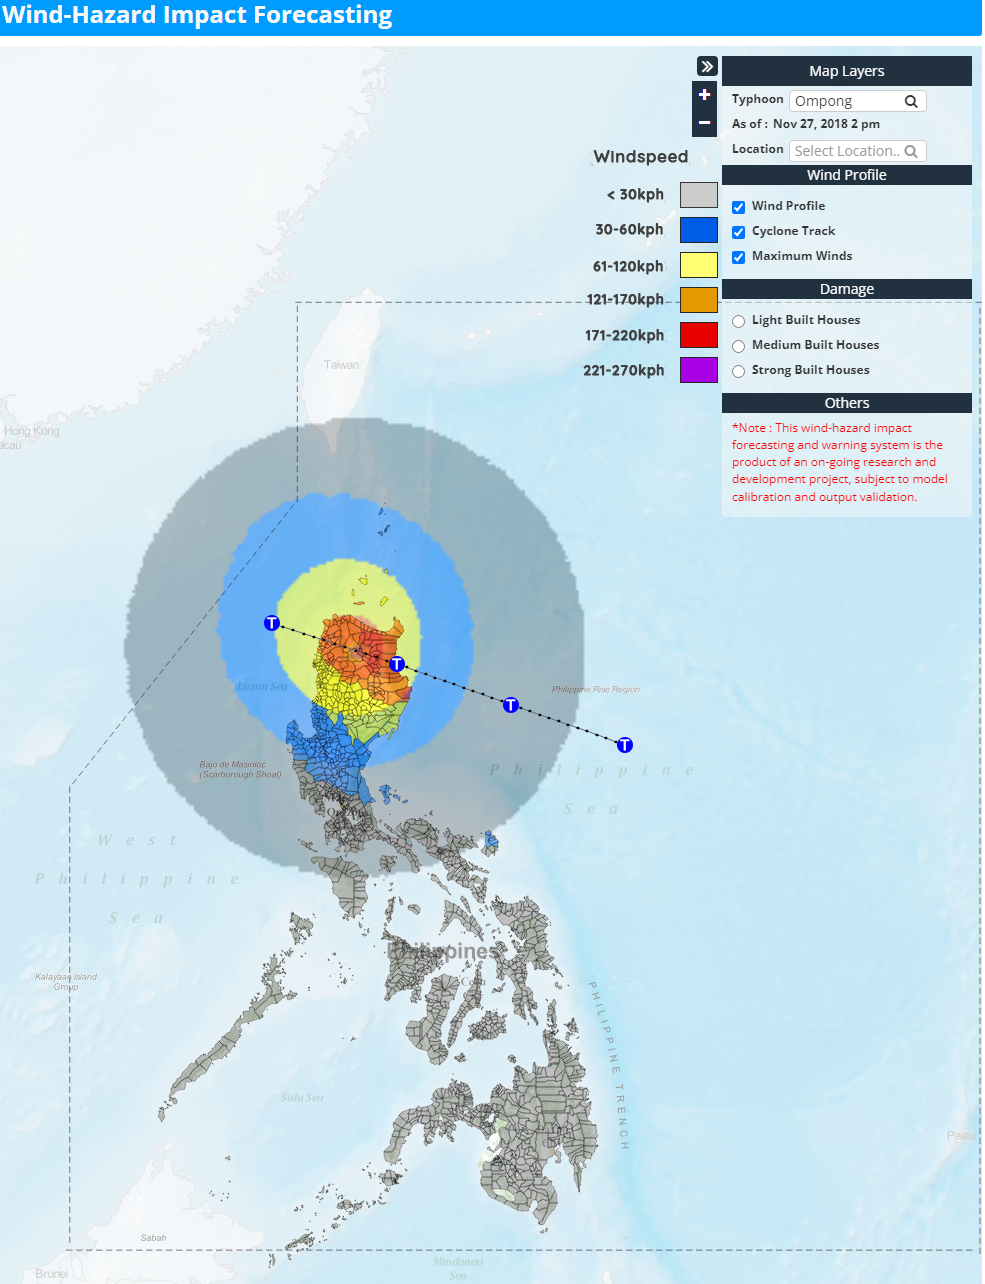 Wind-Hazard Impact Forecasting
Map Layers
Typhoon Ompong
As of : Nov 27, 2018 2 pm
Location Select Location..
Wind Profile
Wind Profile
Cyclone Track
Maximum Winds
Damage
Light Built Houses
Medium Built Houses
Strong Built Houses
Others
*Note : This wind-hazard impact
forecasting and warning system is the
product of an on-going research and
development project, subject to model
calibration and output validation.
+
−
Windspeed
< 30kph
30-60kph
61-120kph
121-170kph
171-220kph
221-270kph
Taiwan
Hong Kong
acau
T
T
T
T
Luzon Sea
Philippine Rise Region
Bajo de Masinloc
(Scarborough Shoal)
Philippine
Sea
West
Philippine
Sea
Philippines
Kalayaan Island
Group
PHILIPPINE TRENCH
Sulu Sea
Palau
Sabah
Brunei
Mindanao
Sea